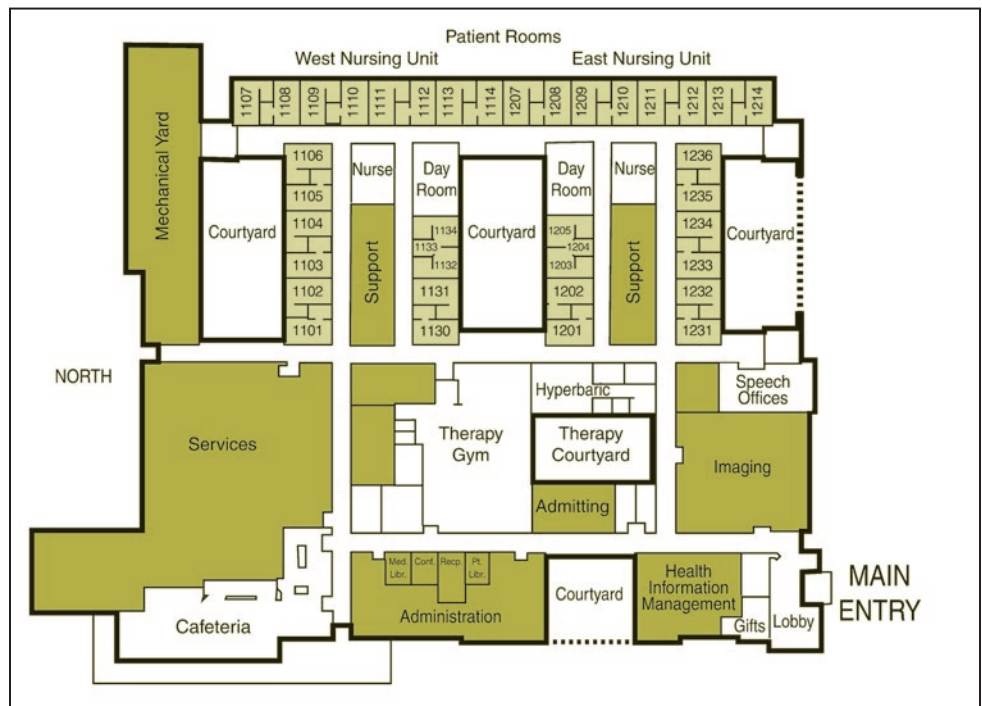 Patient Rooms
West Nursing Unit
East Nursing Unit
1107
1108
1109
1110
1111
1112
1113
1114
1207
1208
1209
1210
1211
1212
1213
1214
Mechanical Yard
Courtyard
1106
1105
1104
1103
1102
1101
Nurse
Support
Day
Room
1134
1133
1132
1131
1130
Courtyard
Day
Room
1205
1204
1203
1202
1201
Nurse
Support
1236
1235
1234
1233
1232
1231
Courtyard
NORTH
Services
Therapy
Gym
Hyperbaric
Therapy
Courtyard
Admitting
Speech
Offices
Imaging
Cafeteria
Med.
Libr.
Conf.
Recp.
Pt.
Libr.
Administration
Courtyard
Health
Information
Management
Gifts
Lobby
MAIN
ENTRY